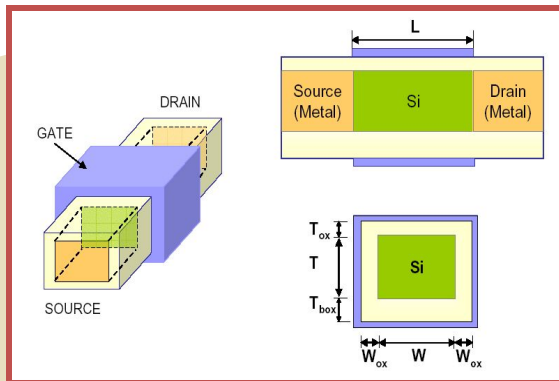 DRAIN
GATE
SOURCE
L
Source
(Metal)
Si
Drain
(Metal)
Tox
T
Tbox
Si
Wox
W
Wox